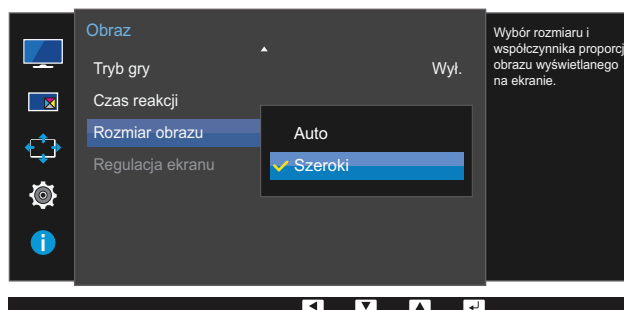 Obraz
Tryb gry Wył.
Czas reakcji
Rozmiar obrazu
Regulacja ekranu
Auto
Szeroki
Wybór rozmiaru i
współczynnika proporcj
obrazu wyświetlanego
na ekranie.